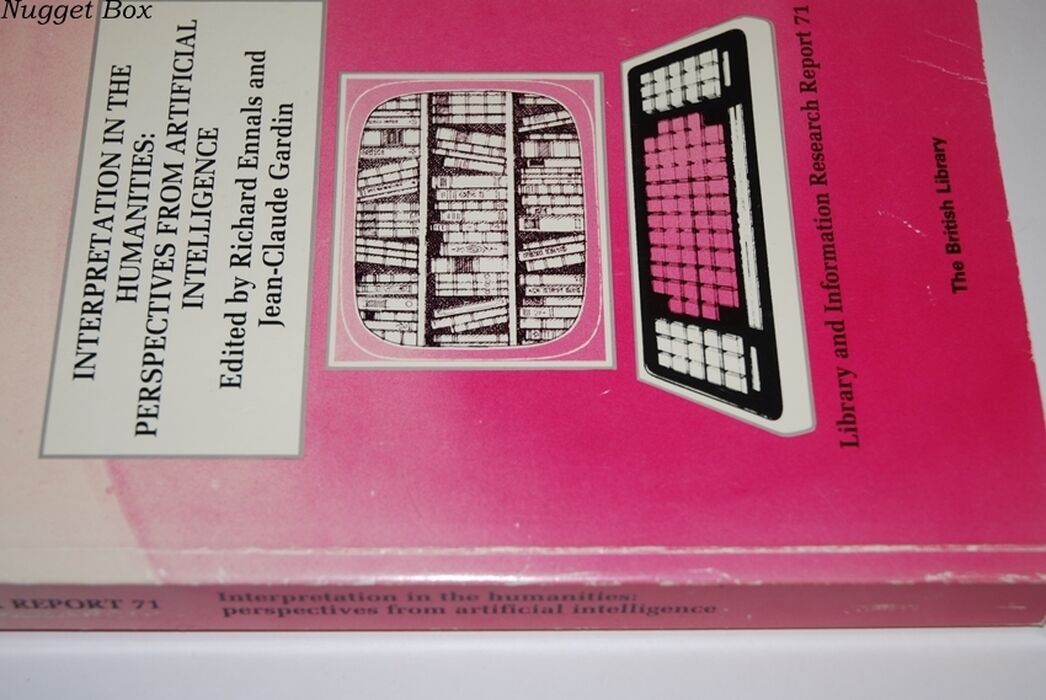 Nugget Box
INTERPRETATION IN THE
HUMANITIES:
PERSPECTIVES FROM ARTIFICIAL
INTELLIGENCE
Edited by Richard Ennals and
Jean-Claude Gardin
Library and Information Research Report 71
The British Library
REPORT 71
Interpretation in the humanities:
perspectives from artificial intelligence